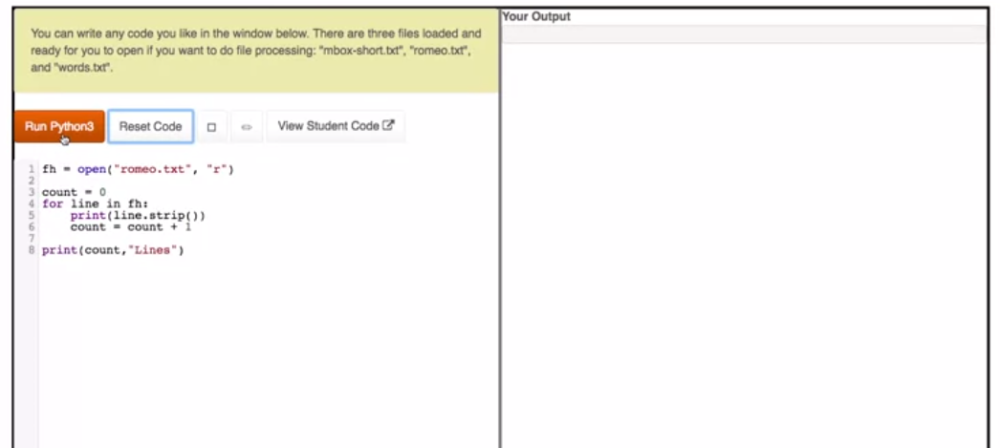 You can write any code you like in the window below. There are three files loaded and
ready for you to open if you want to do file processing: "mbox-short.txt", "romeo.txt",
and "words.txt".
Run Python3 Reset Code View Student Code
1 fh = open("romeo.txt", "r")
2
3 count = 0
4 for line in fh:
5     print(line.strip())
6     count = count + 1
7
8 print(count,"Lines")
Your Output